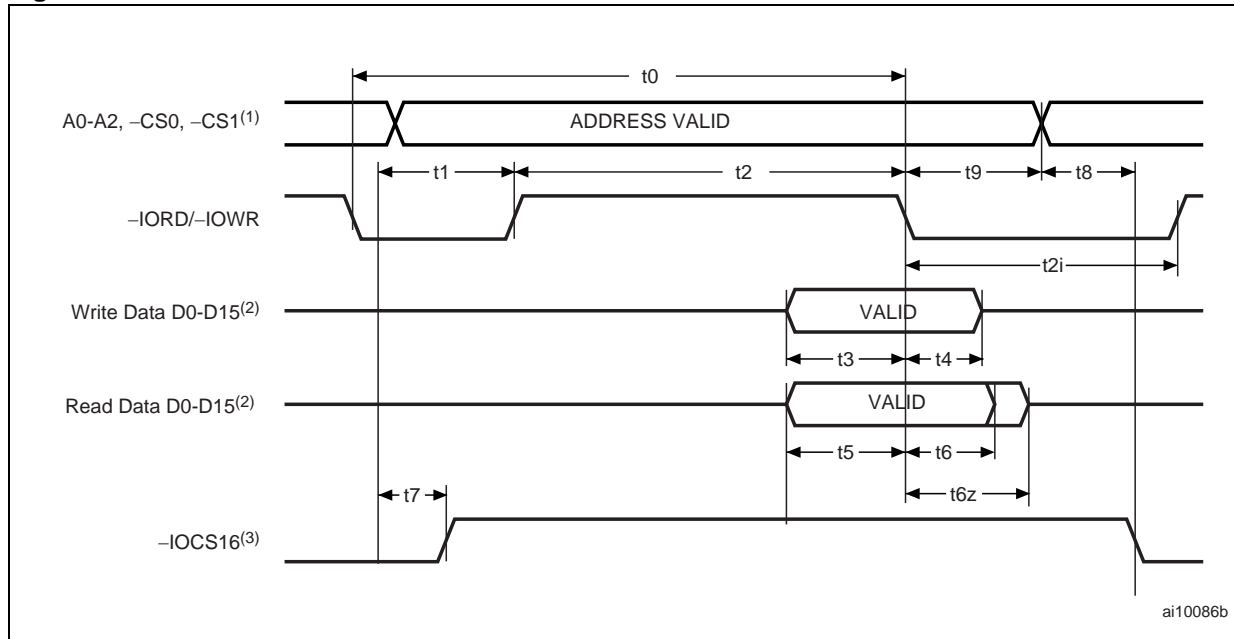 t0
A0-A2, –CS0, –CS1(1)
ADDRESS VALID
t1
t2
t9
t8
–IORD/–IOWR
t2i
Write Data D0-D15(2)
VALID
t3
t4
Read Data D0-D15(2)
VALID
t5
t6
t7
t6z
–IOCS16(3)
ai10086b